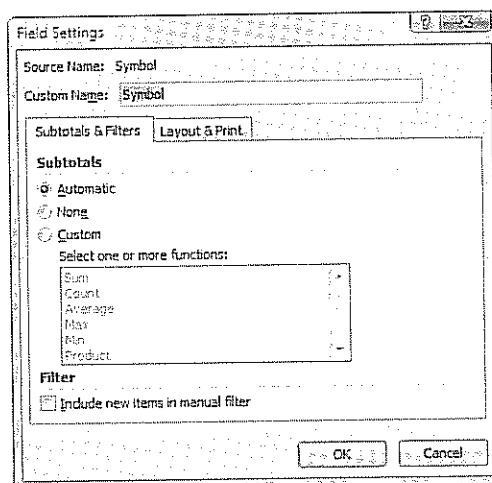 Field Settings
Source Name: Symbol
Custom Name: Symbol
Subtotals & Filters Layout & Print
Subtotals
Automatic
None
Custom
Select one or more functions:
Sum
Count
Average
Max
Min
Product
Filter
Include new items in manual filter
OK Cancel